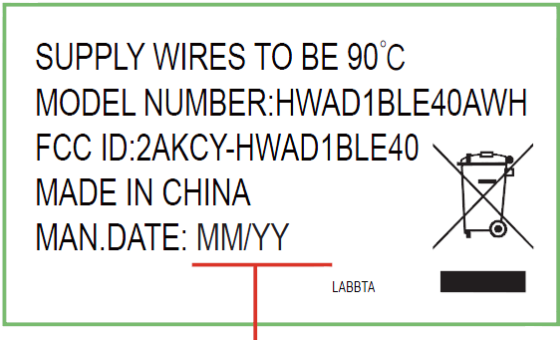 SUPPLY WIRES TO BE 90°C
MODEL NUMBER:HWAD1BLE40AWH
FCC ID:2AKCY-HWAD1BLE40
MADE IN CHINA
MAN.DATE: MM/YY
LABBTA